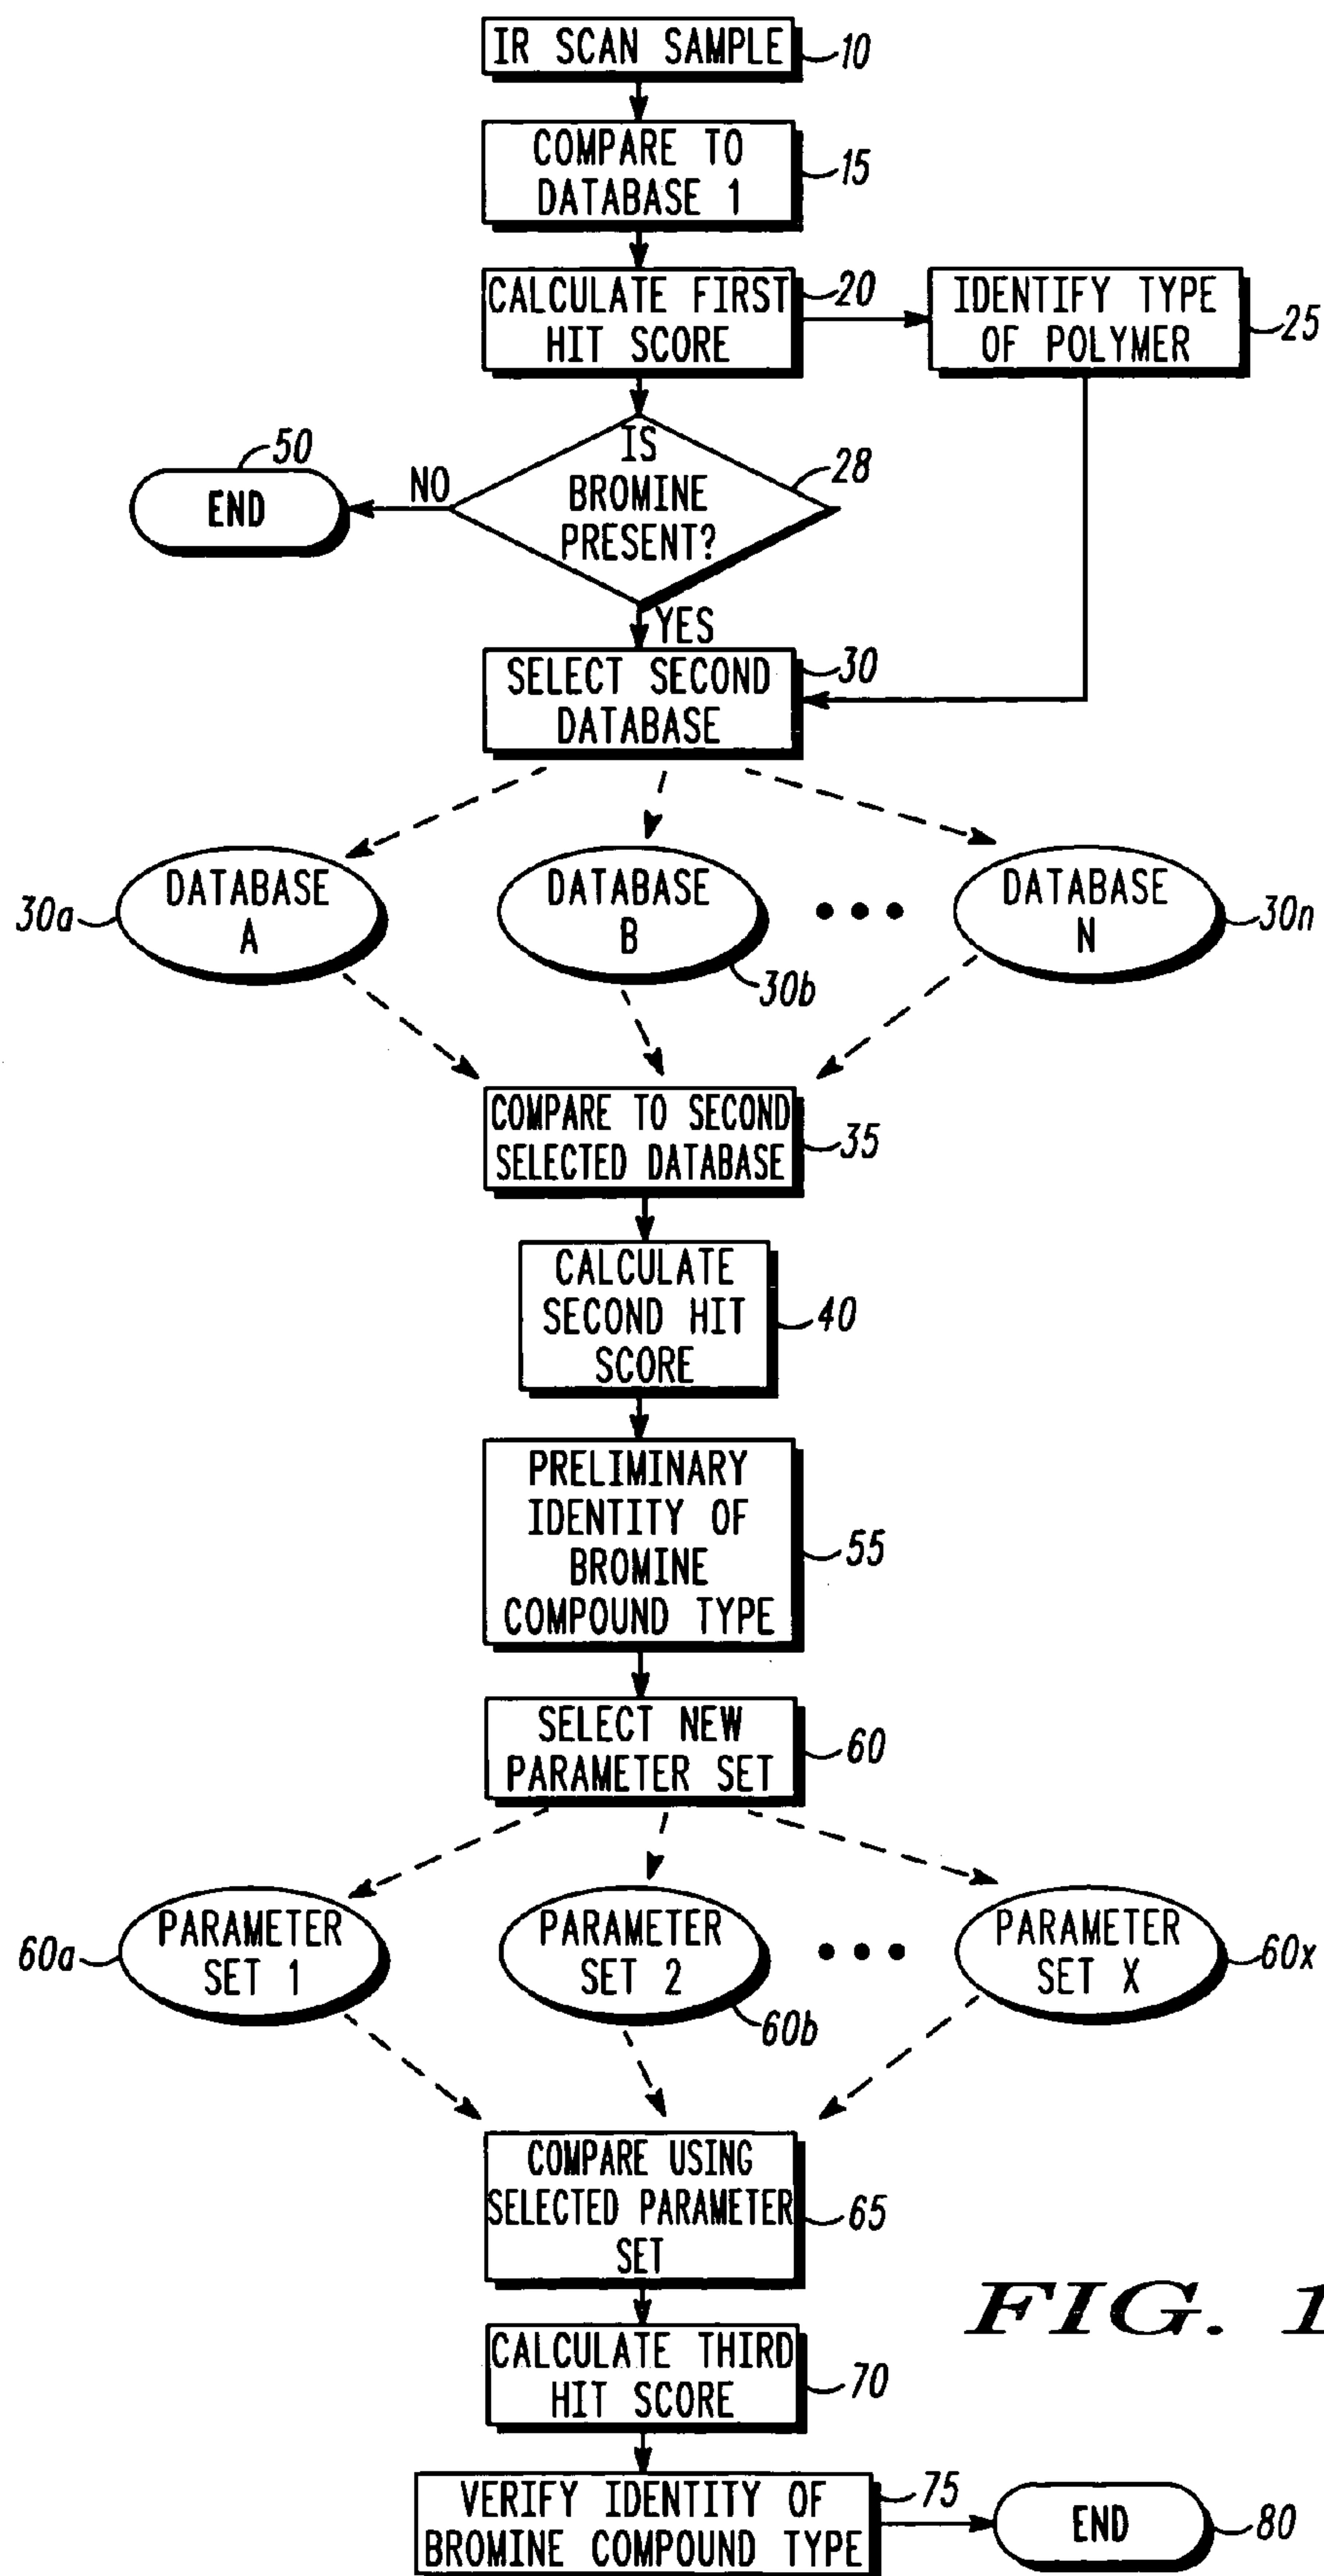 IR SCAN SAMPLE
10
COMPARE TO
DATABASE 1
15
CALCULATE FIRST
HIT SCORE
20
IDENTIFY TYPE
OF POLYMER
25
IS
BROMINE
PRESENT?
28
NO
50
END
YES
SELECT SECOND
DATABASE
30
DATABASE
A
30a
DATABASE
B
30b
DATABASE
N
30n
COMPARE TO SECOND
SELECTED DATABASE
35
CALCULATE
SECOND HIT
SCORE
40
PRELIMINARY
IDENTITY OF
BROMINE
COMPOUND TYPE
55
SELECT NEW
PARAMETER SET
60
PARAMETER
SET 1
60a
PARAMETER
SET 2
60b
PARAMETER
SET X
60x
COMPARE USING
SELECTED PARAMETER
SET
65
FIG. 1
CALCULATE THIRD
HIT SCORE
70
VERIFY IDENTITY OF
BROMINE COMPOUND TYPE
75
END
80